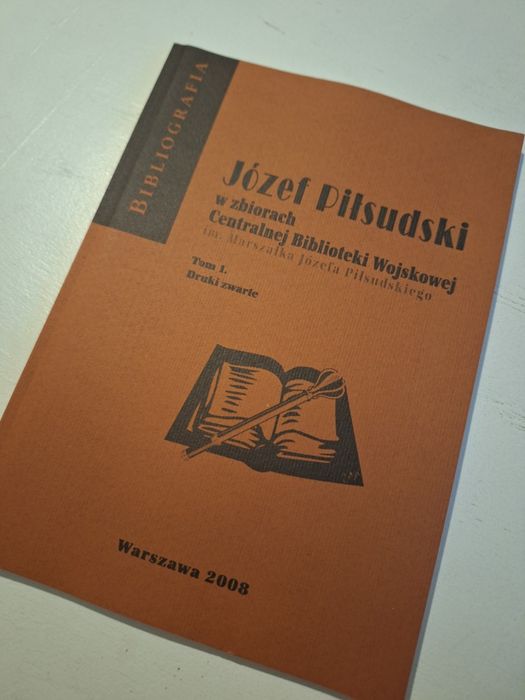 BIBLIOGRAFIA
Józef Piłsudski
w zbiorach
Centralnej Biblioteki Wojskowej
im. Marszałka Józefa Piłsudskiego
Tom 1.
Druki zwarte
Warszawa 2008